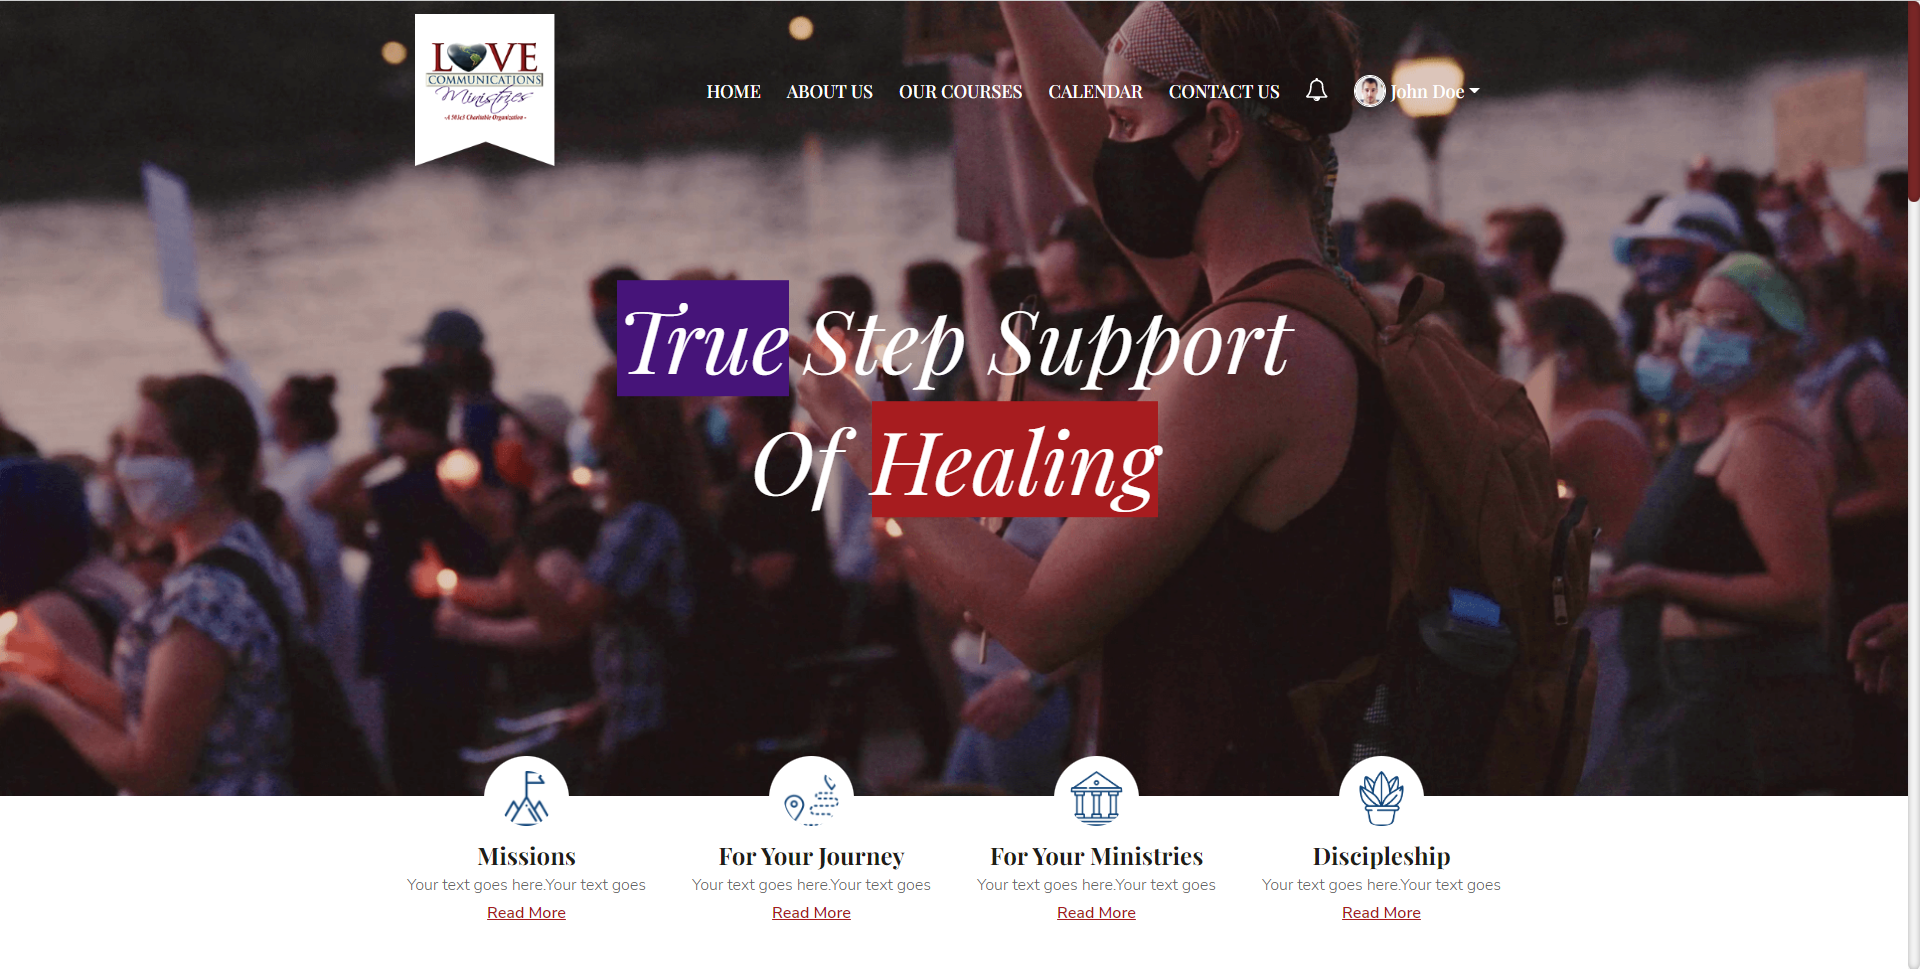 LOVE
COMMUNICATIONS
Ministries
-A 501c3 Charitable Organization-
HOME ABOUT US OUR COURSES CALENDAR CONTACT US John Doe
True Step Support
Of Healing
Missions
Your text goes here.Your text goes
Read More
For Your Journey
Your text goes here.Your text goes
Read More
For Your Ministries
Your text goes here.Your text goes
Read More
Discipleship
Your text goes here.Your text goes
Read More